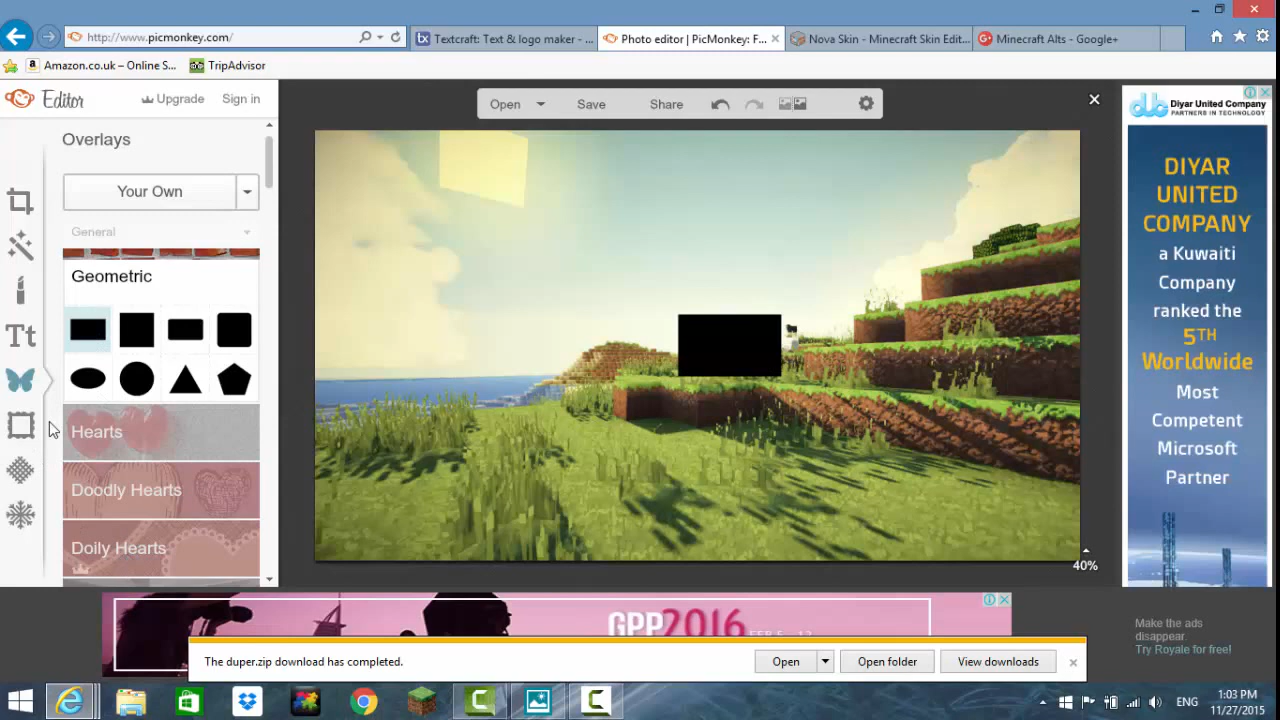 http://www.picmonkey.com/
Textcraft: Text & logo maker - ...
Photo editor | PicMonkey: F...
Nova Skin - Minecraft Skin Edit...
Minecraft Alts - Google+
Amazon.co.uk – Online S...
TripAdvisor
Editor
Upgrade
Sign in
Open
Save
Share
Overlays
Your Own
General
Geometric
Hearts
Doodly Hearts
Doily Hearts
40%
Diyar United Company
PARTNERS IN TECHNOLOGY
DIYAR
UNITED
COMPANY
a Kuwaiti
Company
ranked the
5TH
Worldwide
Most
Competent
Microsoft
Partner
GPP2016
FEB 5 - 12
Make the ads
disappear.
Try Royale for free!
The duper.zip download has completed.
Open
Open folder
View downloads
ENG
1:03 PM
11/27/2015